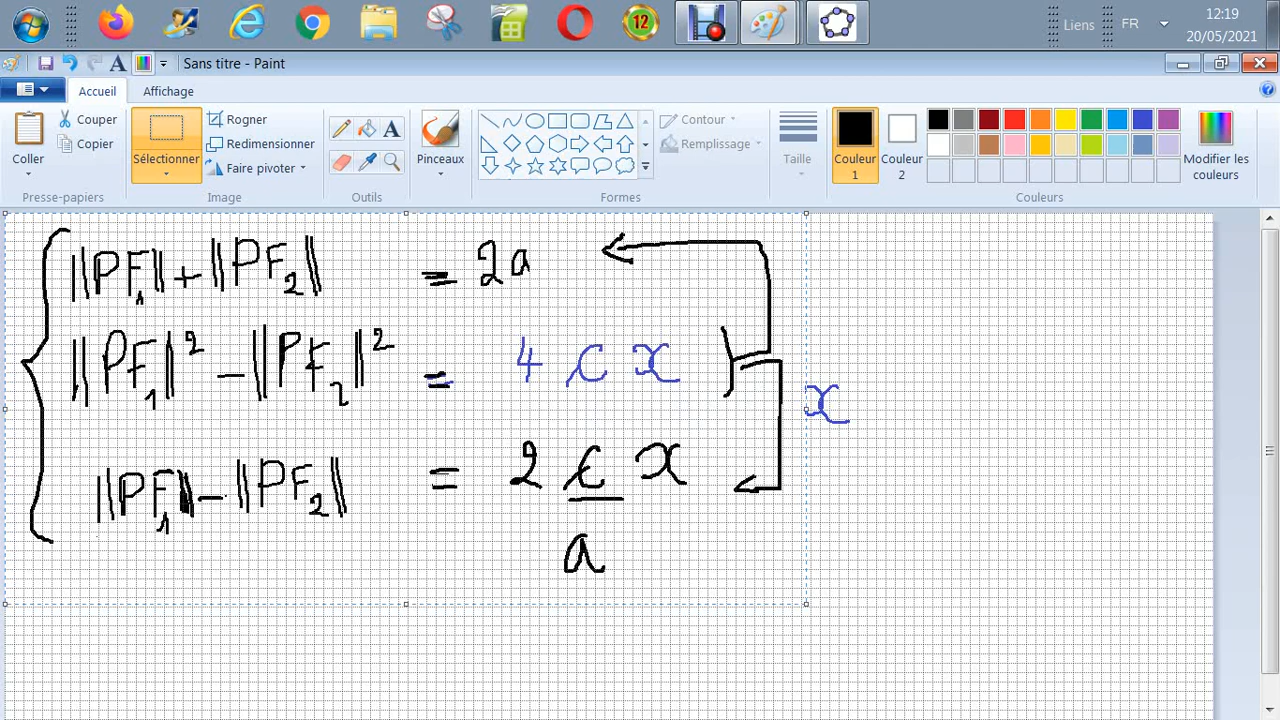 12
Liens
FR
12:19
20/05/2021
Sans titre - Paint
Accueil
Affichage
Coller
Couper
Copier
Presse-papiers
Sélectionner
Rogner
Redimensionner
Faire pivoter
Image
A
Outils
Pinceaux
Contour
Remplissage
Formes
Taille
Couleur 1
Couleur 2
Modifier les couleurs
Couleurs
||PF₁|| + ||PF₂|| = 2a
||PF₁||² - ||PF₂||² = 4 c x
x
||PF₁|| - ||PF₂|| = 2 c x
a